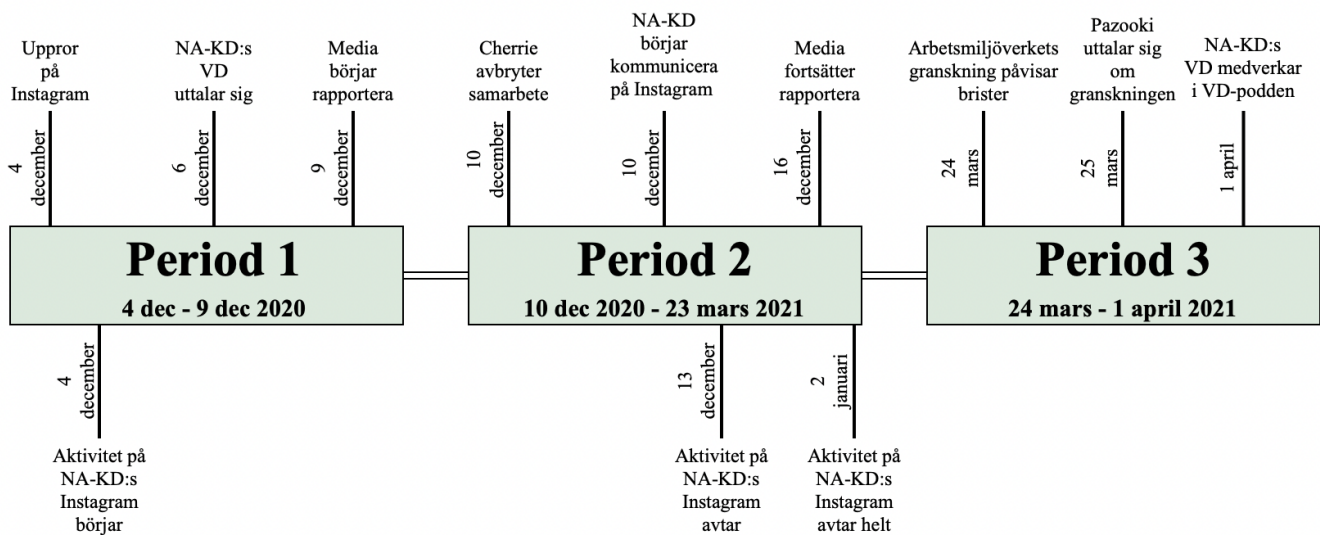 Uppror
på
Instagram
NA-KD:s
VD
uttalar sig
Media
börjar
rapportera
Cherrie
avbryter
samarbete
NA-KD
börjar
kommunicera
på Instagram
Media
fortsätter
rapportera
Arbetsmiljöverkets
granskning påvisar
brister
Pazooki
uttalar sig
om
granskningen
NA-KD:s
VD medverkar
i VD-podden
4
december
6
december
9
december
10
december
10
december
16
december
24
mars
25
mars
1 april
Period 1
4 dec - 9 dec 2020
Period 2
10 dec 2020 - 23 mars 2021
Period 3
24 mars - 1 april 2021
4
december
13
december
2
januari
Aktivitet på
NA-KD:s
Instagram
börjar
Aktivitet på
NA-KD:s
Instagram
avtar
Aktivitet på
NA-KD:s
Instagram
avtar helt